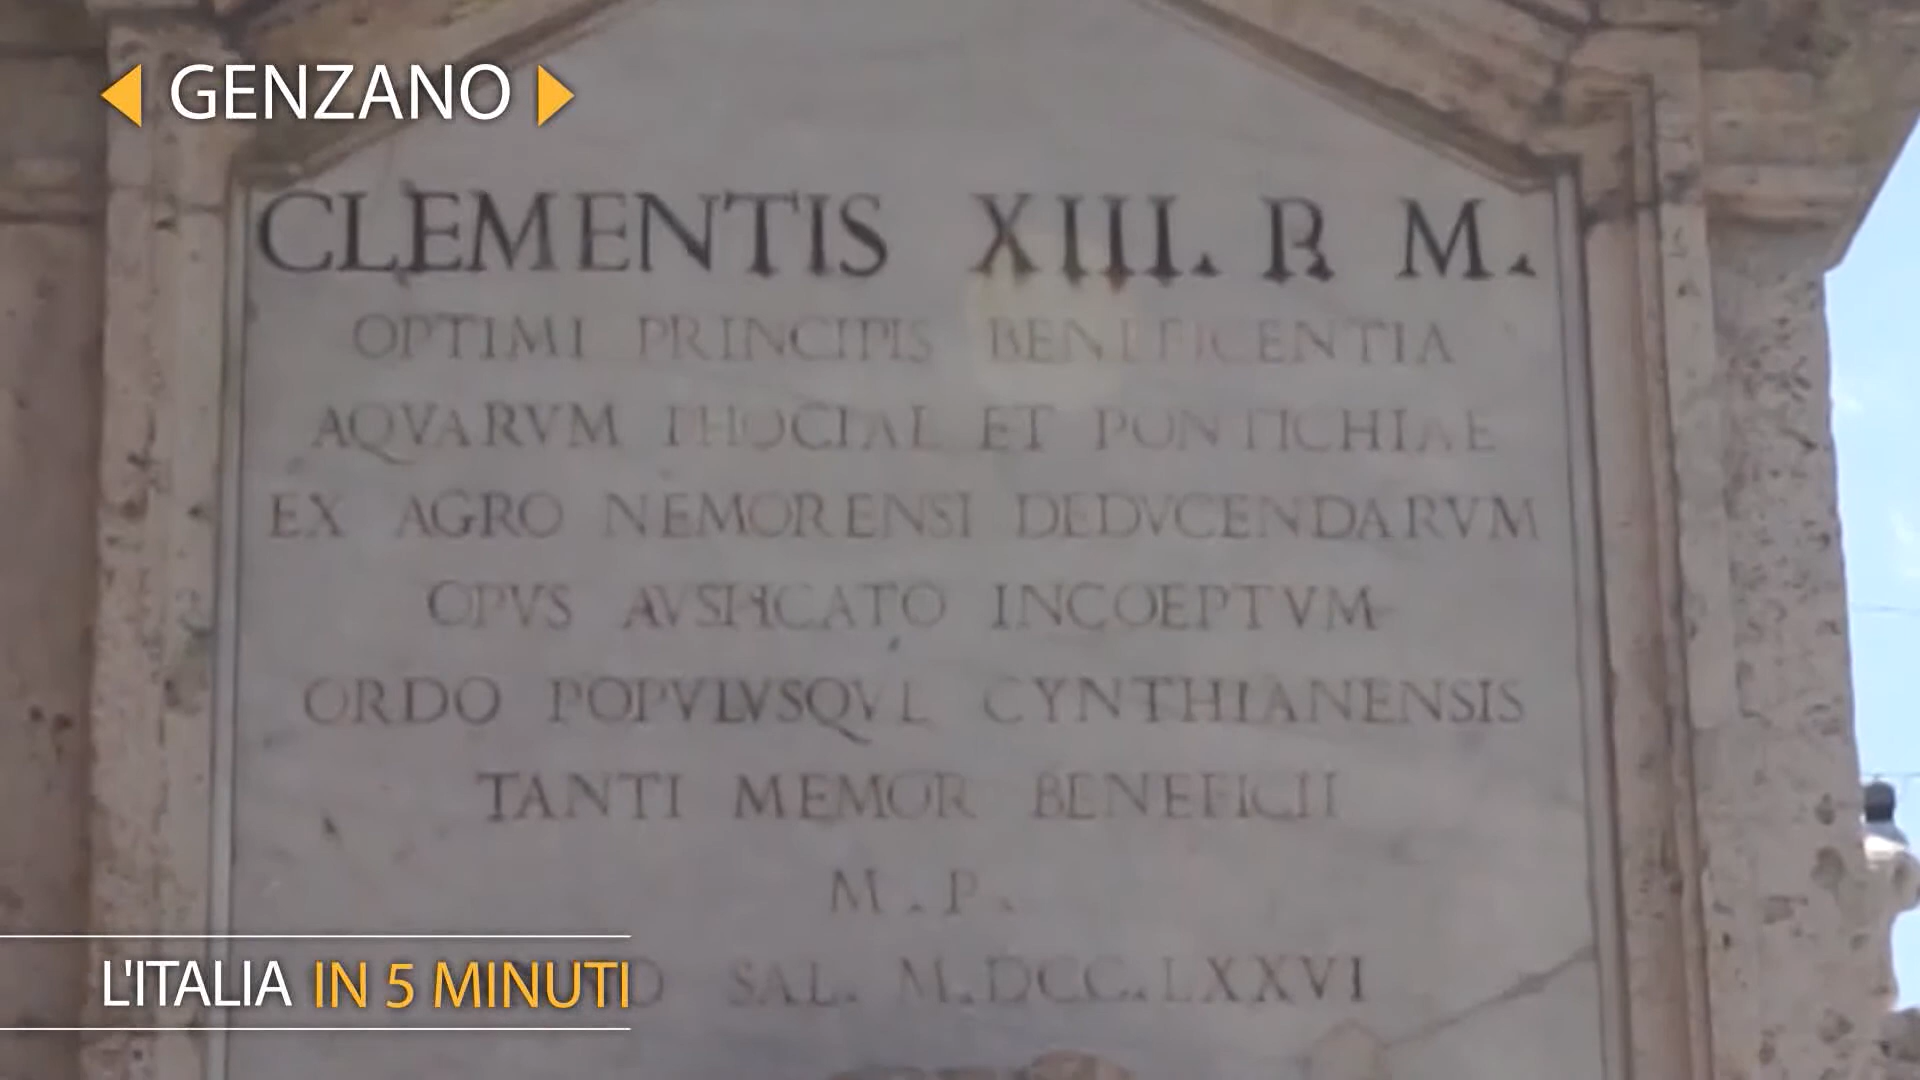 GENZANO
CLEMENTIS XIII. P. M.
OPTIMI PRINCIPIS BENEFICENTIA
AQVARVM ET PONTICHIAE
EX AGRO NEMORENSI DEDVCENDARVM
OPVS AVSPICATO INCOEPTVM
ORDO POPVLVSQVE CYNTHIANENSIS
TANTI MEMOR BENEFICII
M. P.
SAL. M.DCC.LXXVI
L'ITALIA IN 5 MINUTI